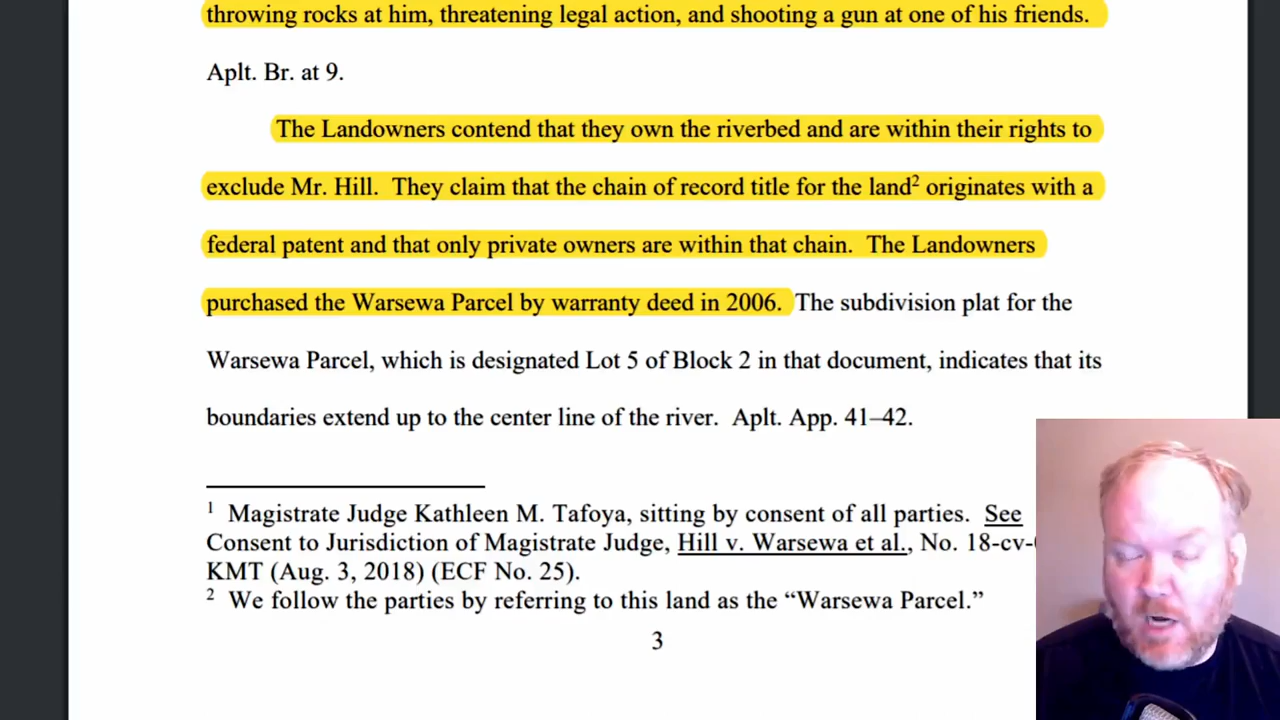 throwing rocks at him, threatening legal action, and shooting a gun at one of his friends.
Aplt. Br. at 9.
The Landowners contend that they own the riverbed and are within their rights to
exclude Mr. Hill. They claim that the chain of record title for the land² originates with a
federal patent and that only private owners are within that chain. The Landowners
purchased the Warsewa Parcel by warranty deed in 2006. The subdivision plat for the
Warsewa Parcel, which is designated Lot 5 of Block 2 in that document, indicates that its
boundaries extend up to the center line of the river. Aplt. App. 41–42.
¹ Magistrate Judge Kathleen M. Tafoya, sitting by consent of all parties. See
Consent to Jurisdiction of Magistrate Judge, Hill v. Warsewa et al., No. 18-cv-
KMT (Aug. 3, 2018) (ECF No. 25).
² We follow the parties by referring to this land as the “Warsewa Parcel.”
3